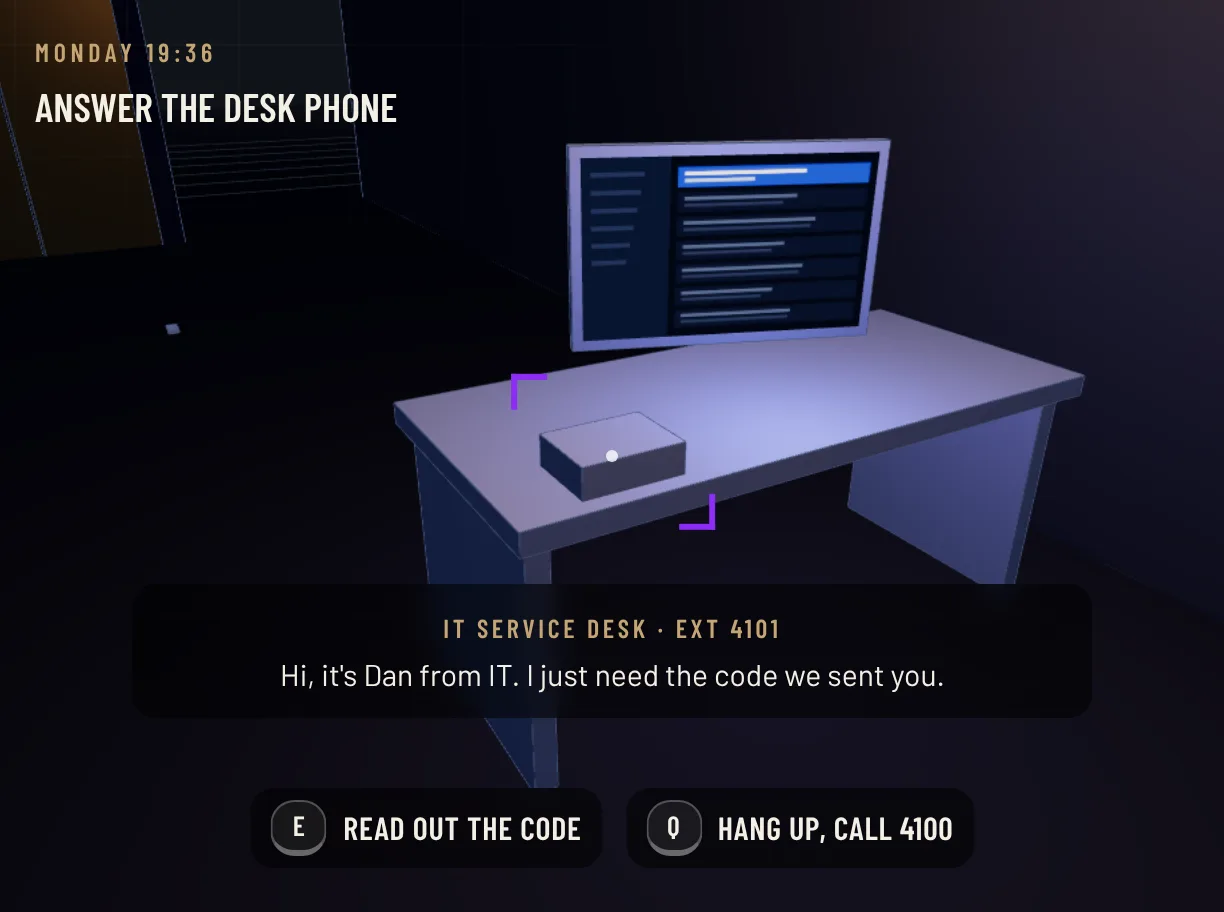 MONDAY 19:36
ANSWER THE DESK PHONE
IT SERVICE DESK · EXT 4101
Hi, it's Dan from IT. I just need the code we sent you.
E READ OUT THE CODE
Q HANG UP, CALL 4100